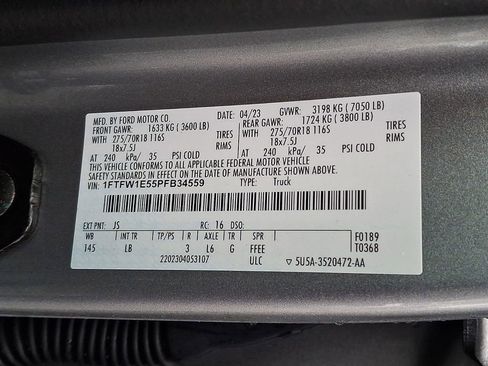 MFD. BY FORD MOTOR CO. DATE: 04/23 GVWR: 3198 KG ( 7050 LB)
FRONT GAWR: 1633 KG ( 3600 LB) REAR GAWR: 1724 KG ( 3800 LB)
WITH 275/70R18 116S TIRES WITH 275/70R18 116S TIRES
18x7.5J RIMS 18x7.5J RIMS
AT 240 kPa/ 35 PSI COLD AT 240 kPa/ 35 PSI COLD
THIS VEHICLE CONFORMS TO ALL APPLICABLE FEDERAL MOTOR VEHICLE
SAFETY STANDARDS IN EFFECT ON THE DATE OF MANUFACTURE SHOWN ABOVE.
VIN: 1FTFW1E55PFB34559 TYPE: Truck
EXT PNT: JS RC: 16 DSO: F0189
WB INT TR TP/PS R AXLE TR SPR T0368
145 LB 3 L6 G FFEE
2202304053107 ULC ▽ 5U5A-3520472-AA